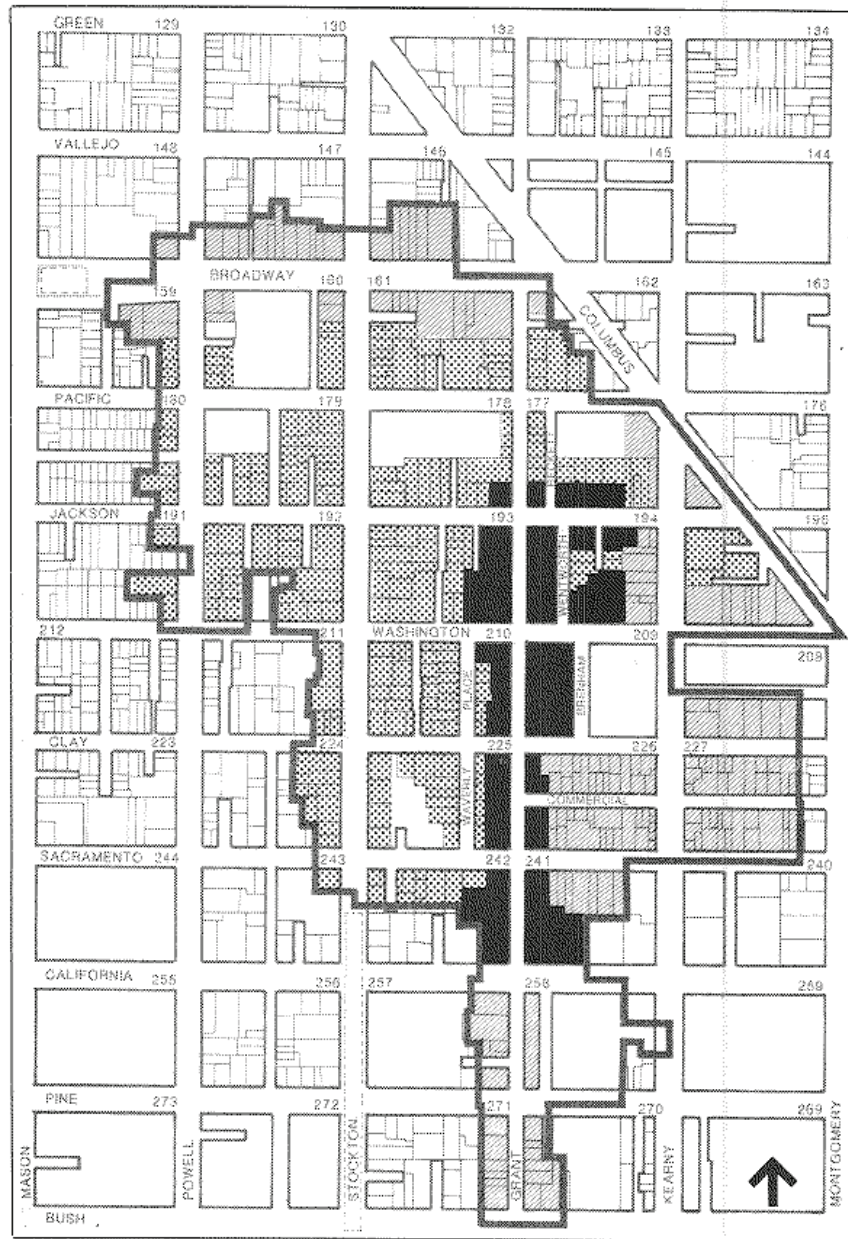 GREEN 129 130 132 133 134
VALLEJO 148 147 146 145 144
BROADWAY
159 160 161 162 163
COLUMBUS
PACIFIC 180 179 178 177 176
JACKSON 191 192 193 194 196
WENTWORTH
212 211 WASHINGTON 210 209 208
PLACE
BRENHAM
CLAY 223 224 225 226 227
WAVERLY
COMMERCIAL
SACRAMENTO 244 243 242 241 240
CALIFORNIA
255 256 257 258 259
PINE 273 272 271 270 269
MASON
POWELL
STOCKTON
GRANT
KEARNY
MONTGOMERY
BUSH